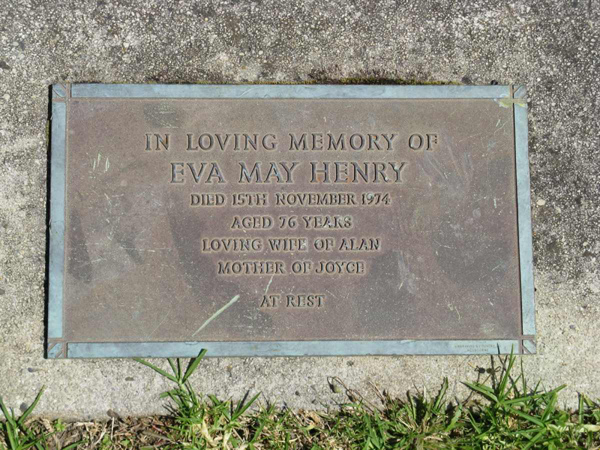 IN LOVING MEMORY OF
EVA MAY HENRY
DIED 15TH NOVEMBER 1974
AGED 76 YEARS
LOVING WIFE OF ALAN
MOTHER OF JOYCE
AT REST